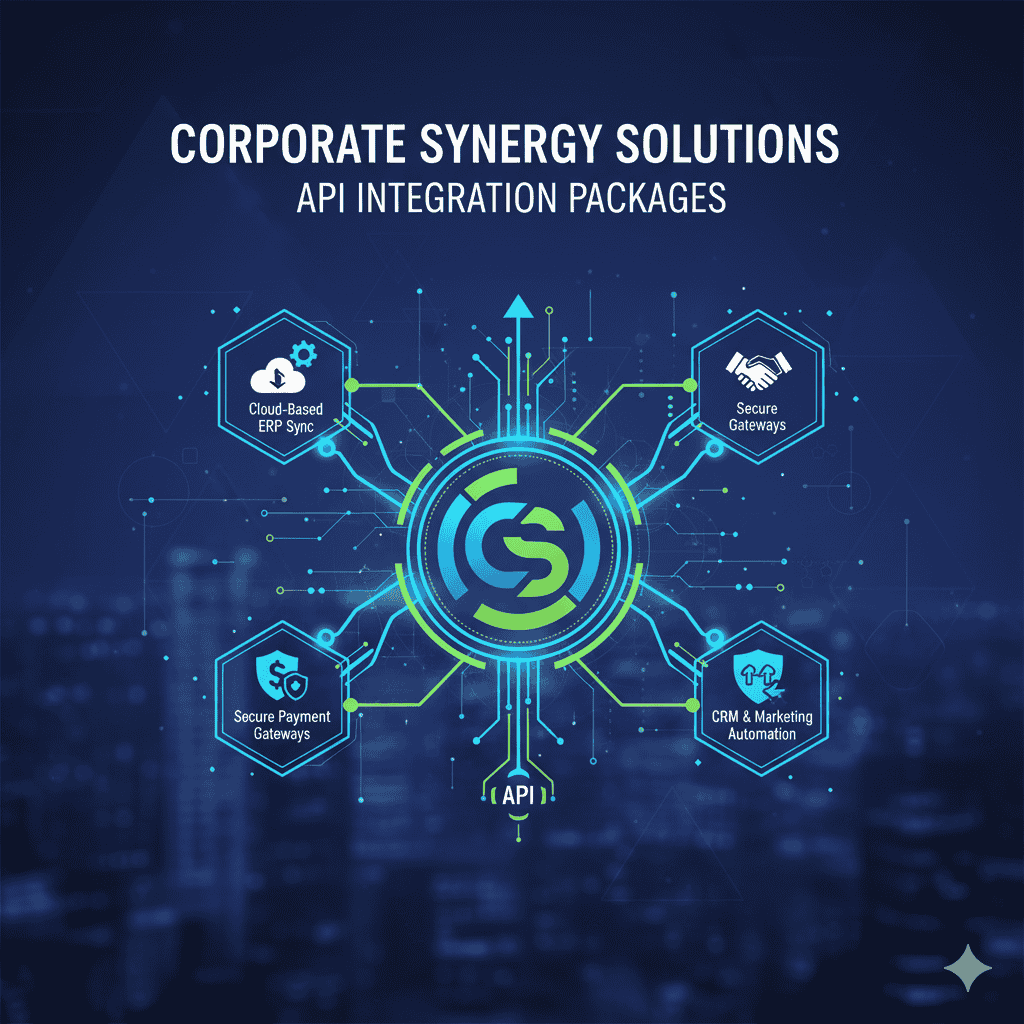 CORPORATE SYNERGY SOLUTIONS
API INTEGRATION PACKAGES
Cloud-Based
ERP Sync
Secure
Gateways
CS
Secure Payment
Gateways
CRM & Marketing
Automation
API